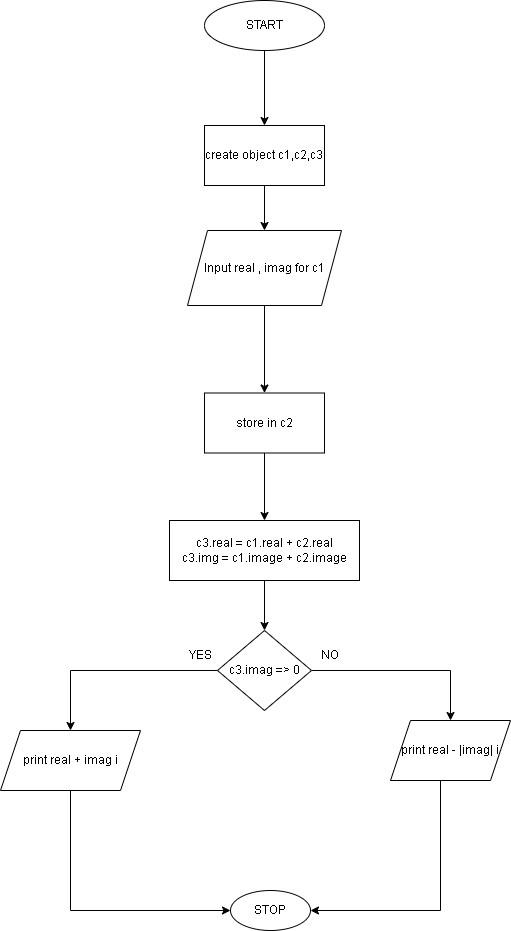 START
create object c1,c2,c3
Input real , imag for c1
store in c2
c3.real = c1.real + c2.real
c3.img = c1.image + c2.image
YES
NO
c3.imag => 0
print real + imag i
print real - |imag| i
STOP